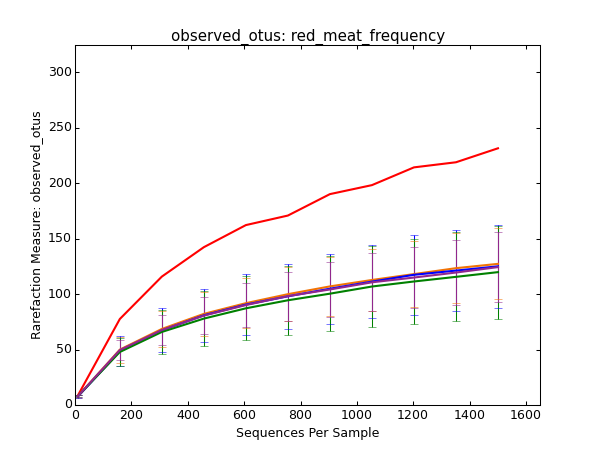 observed_otus: red_meat_frequency
Rarefaction Measure: observed_otus
300
250
200
150
100
50
0
0 200 400 600 800 1000 1200 1400 1600
Sequences Per Sample